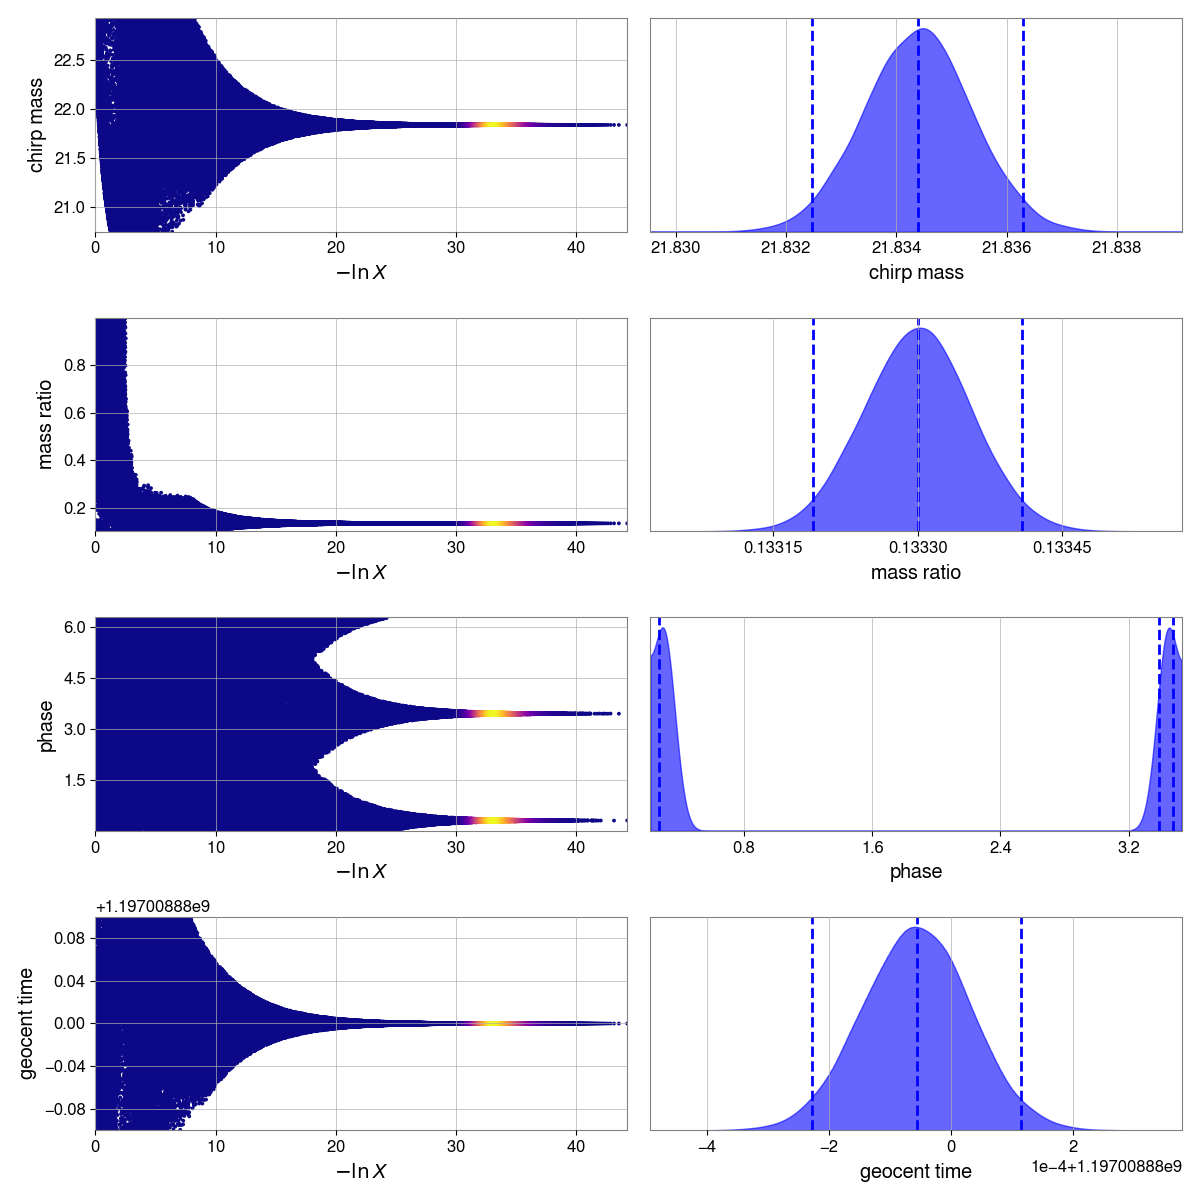 22.5
22.0
21.5
21.0
chirp mass
0 10 20 30 40
−ln X
21.830 21.832 21.834 21.836 21.838
chirp mass
0.8
0.6
0.4
0.2
mass ratio
0 10 20 30 40
−ln X
0.13315 0.13330 0.13345
mass ratio
6.0
4.5
3.0
1.5
phase
0 10 20 30 40
−ln X
0.8 1.6 2.4 3.2
phase
+1.19700888e9
0.08
0.04
0.00
−0.04
−0.08
geocent time
0 10 20 30 40
−ln X
−4 −2 0 2
1e−4+1.19700888e9
geocent time